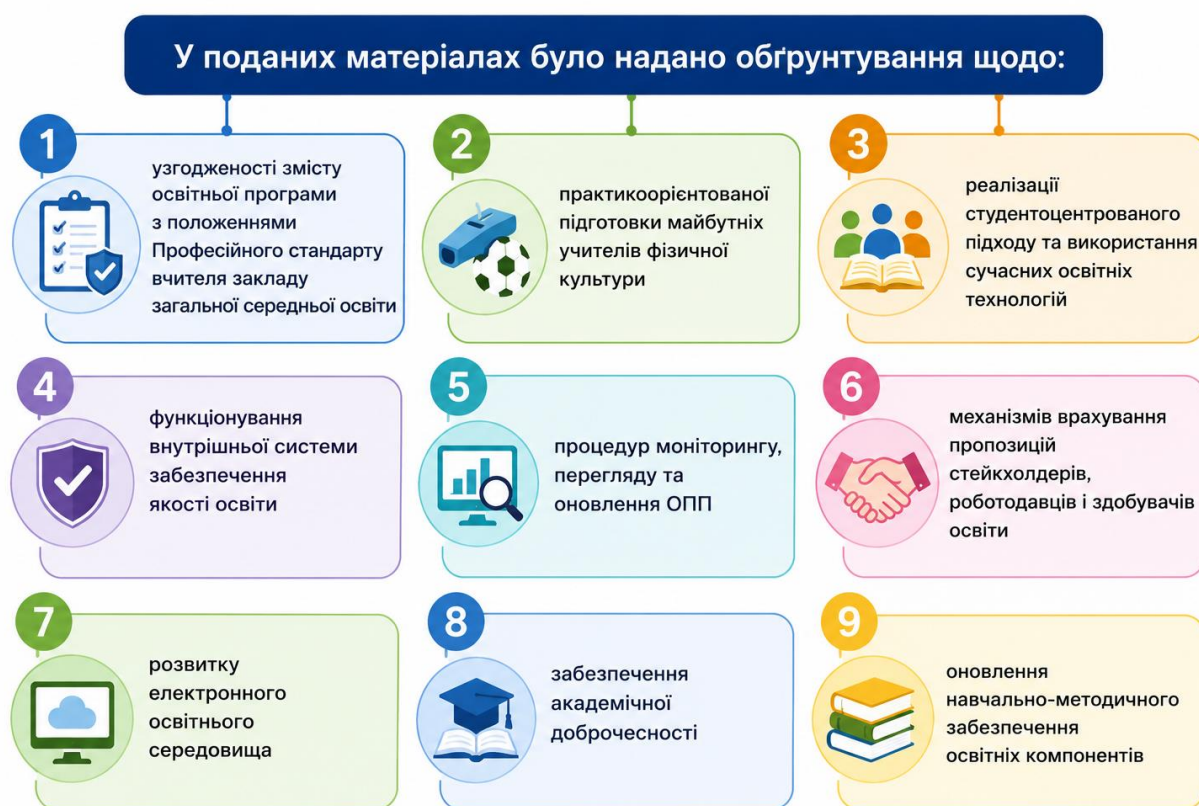 У поданих матеріалах було надано обґрунтування щодо:
1
узгодженості змісту
освітньої програми
з положеннями
Професійного стандарту
вчителя закладу
загальної середньої освіти
2
практикоорієнтованої
підготовки майбутніх
учителів фізичної
культури
3
реалізації
студентоцентрованого
підходу та використання
сучасних освітніх
технологій
4
функціонування
внутрішньої системи
забезпечення
якості освіти
5
процедур моніторингу,
перегляду та
оновлення ОПП
6
механізмів врахування
пропозицій
стейкхолдерів,
роботодавців і здобувачів
освіти
7
розвитку
електронного
освітнього
середовища
8
забезпечення
академічної
доброчесності
9
оновлення
навчально-методичного
забезпечення
освітніх компонентів